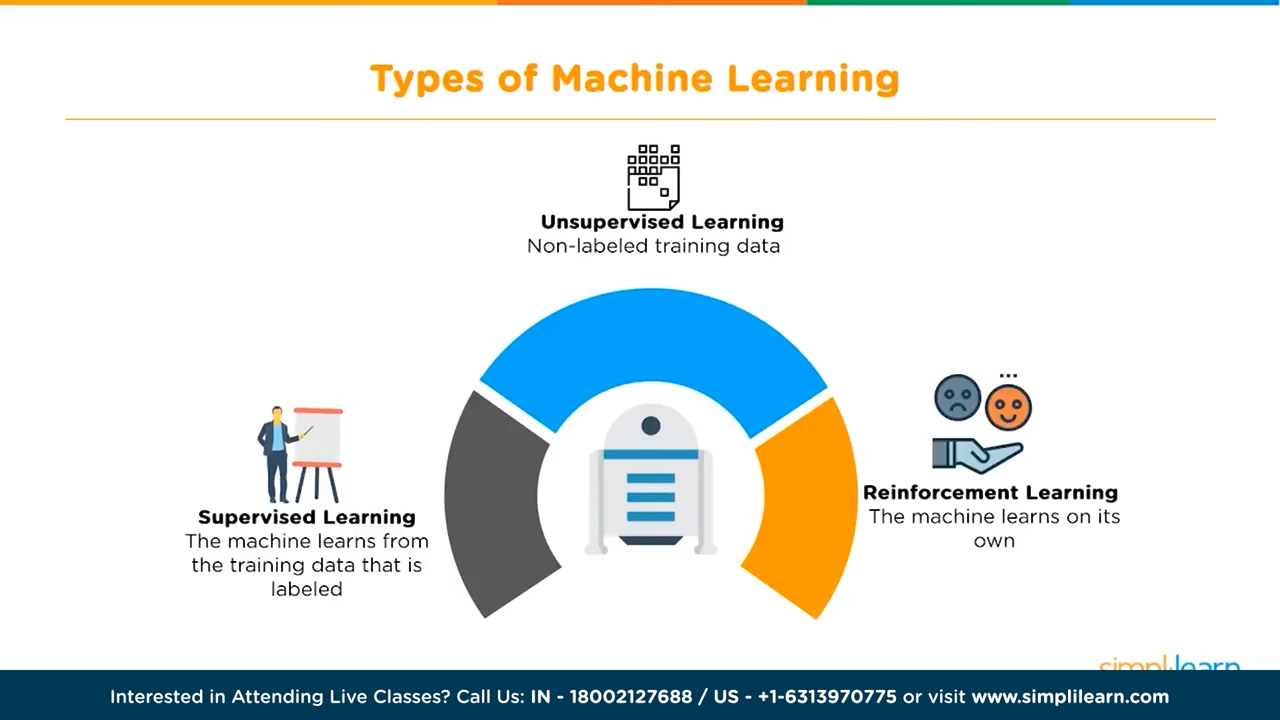 Types of Machine Learning
Unsupervised Learning
Non-labeled training data
Supervised Learning
The machine learns from
the training data that is
labeled
Reinforcement Learning
The machine learns on its
own
simplilearn
Interested in Attending Live Classes? Call Us: IN - 18002127688 / US - +1-6313970775 or visit www.simplilearn.com